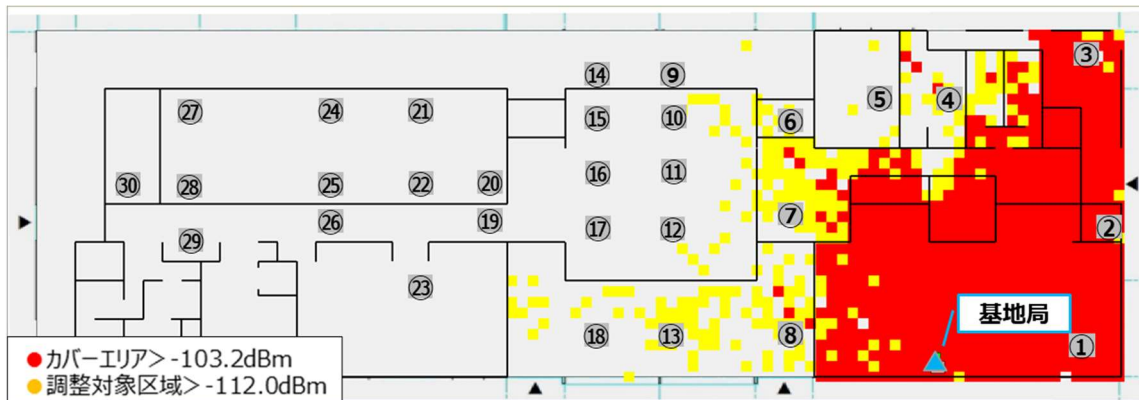 ③
⑭ ⑨
⑤ ④
㉗ ㉔ ㉑ ⑮ ⑩ ⑥
⑯ ⑪
㉚ ㉘ ㉕ ㉒ ⑳
⑦
㉖ ⑲ ⑰ ⑫ ②
㉙
㉓
基地局
⑱ ⑬ ⑧ ①
カバーエリア> -103.2dBm
調整対象区域> -112.0dBm